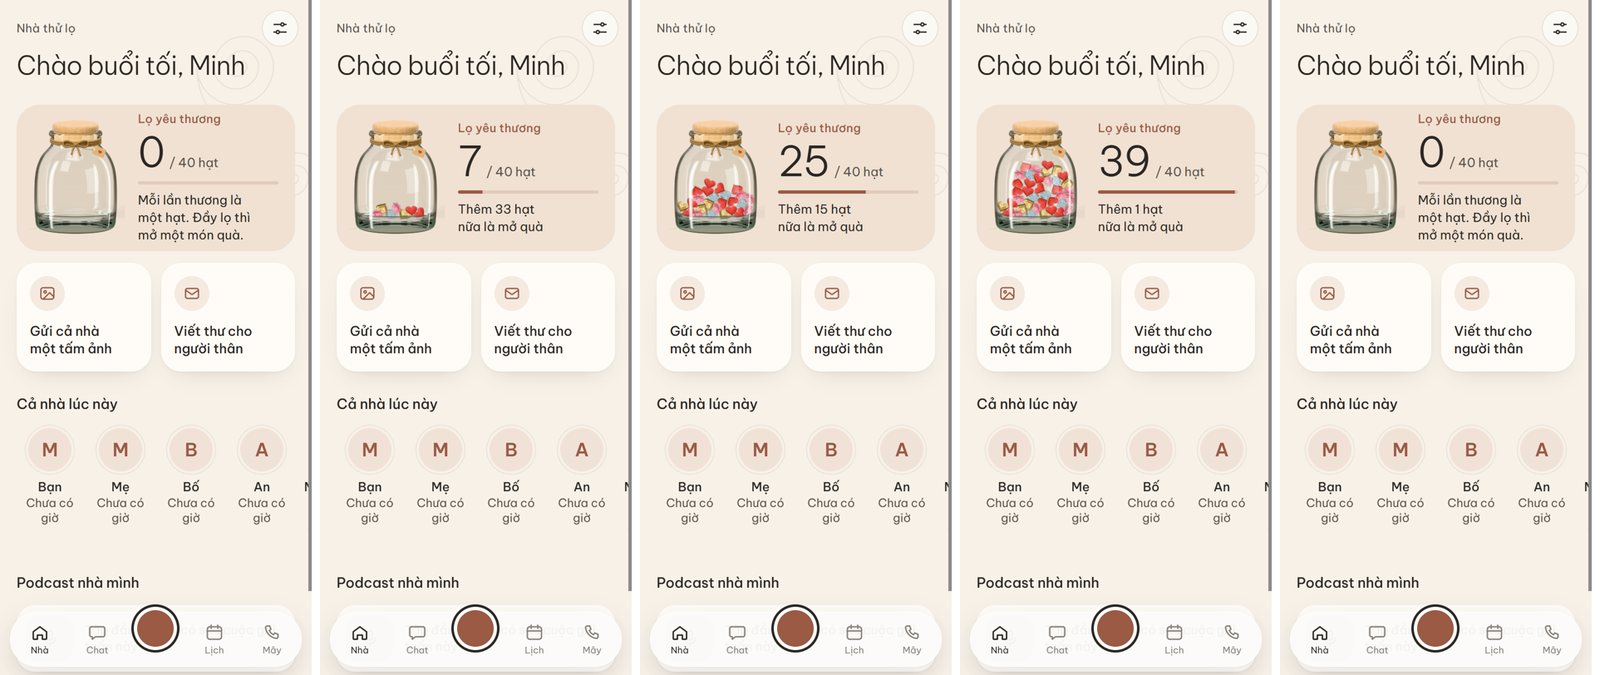 Nhà thử lọ
Chào buổi tối, Minh
Lọ yêu thương
0 / 40 hạt
Mỗi lần thương là
một hạt. Đầy lọ thì
mở một món quà.
Gửi cả nhà
một tấm ảnh
Viết thư cho
người thân
Cả nhà lúc này
M M B A
Bạn Mẹ Bố An
Chưa có Chưa có Chưa có Chưa có
giờ giờ giờ giờ
Podcast nhà mình
Nhà Chat Lịch Mây
Nhà thử lọ
Chào buổi tối, Minh
Lọ yêu thương
7 / 40 hạt
Thêm 33 hạt
nữa là mở quà
Gửi cả nhà
một tấm ảnh
Viết thư cho
người thân
Cả nhà lúc này
M M B A
Bạn Mẹ Bố An
Chưa có Chưa có Chưa có Chưa có
giờ giờ giờ giờ
Podcast nhà mình
Nhà Chat Lịch Mây
Nhà thử lọ
Chào buổi tối, Minh
Lọ yêu thương
25 / 40 hạt
Thêm 15 hạt
nữa là mở quà
Gửi cả nhà
một tấm ảnh
Viết thư cho
người thân
Cả nhà lúc này
M M B A
Bạn Mẹ Bố An
Chưa có Chưa có Chưa có Chưa có
giờ giờ giờ giờ
Podcast nhà mình
Nhà Chat Lịch Mây
Nhà thử lọ
Chào buổi tối, Minh
Lọ yêu thương
39 / 40 hạt
Thêm 1 hạt
nữa là mở quà
Gửi cả nhà
một tấm ảnh
Viết thư cho
người thân
Cả nhà lúc này
M M B A
Bạn Mẹ Bố An
Chưa có Chưa có Chưa có Chưa có
giờ giờ giờ giờ
Podcast nhà mình
Nhà Chat Lịch Mây
Nhà thử lọ
Chào buổi tối, Minh
Lọ yêu thương
0 / 40 hạt
Mỗi lần thương là
một hạt. Đầy lọ thì
mở một món quà.
Gửi cả nhà
một tấm ảnh
Viết thư cho
người thân
Cả nhà lúc này
M M B A
Bạn Mẹ Bố An
Chưa có Chưa có Chưa có Chưa có
giờ giờ giờ giờ
Podcast nhà mình
Nhà Chat Lịch Mây